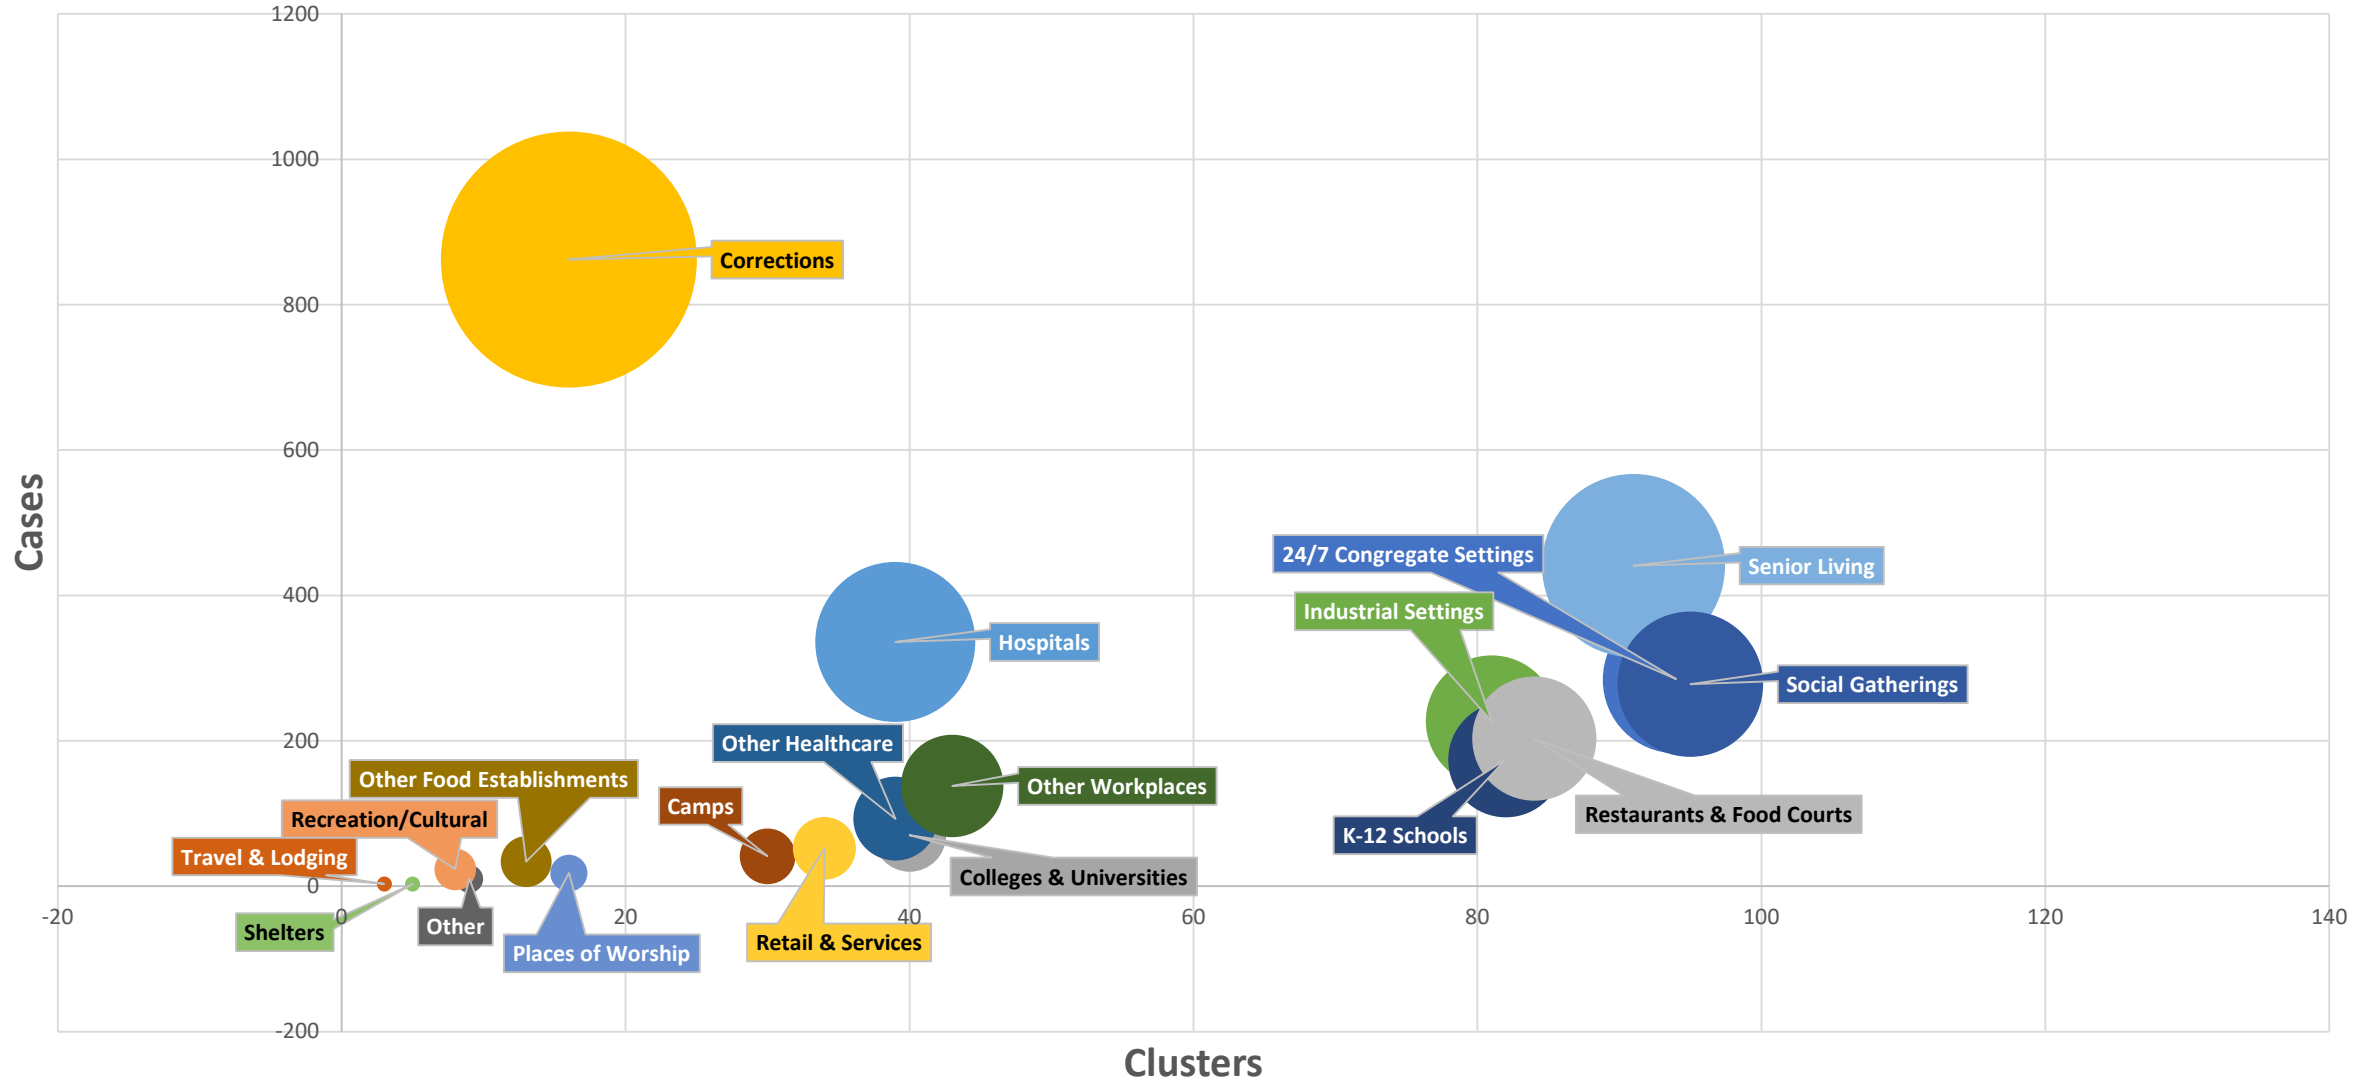 1200
1000
Corrections
800
600
Cases
24/7 Congregate Settings
Senior Living
400
Industrial Settings
Hospitals
Social Gatherings
200
Other Healthcare
Other Food Establishments
Other Workplaces
Camps
Recreation/Cultural
Restaurants & Food Courts
K-12 Schools
Travel & Lodging
Colleges & Universities
0
-20
0
20
40
60
80
100
120
140
Other
Shelters
Retail & Services
Places of Worship
-200
Clusters